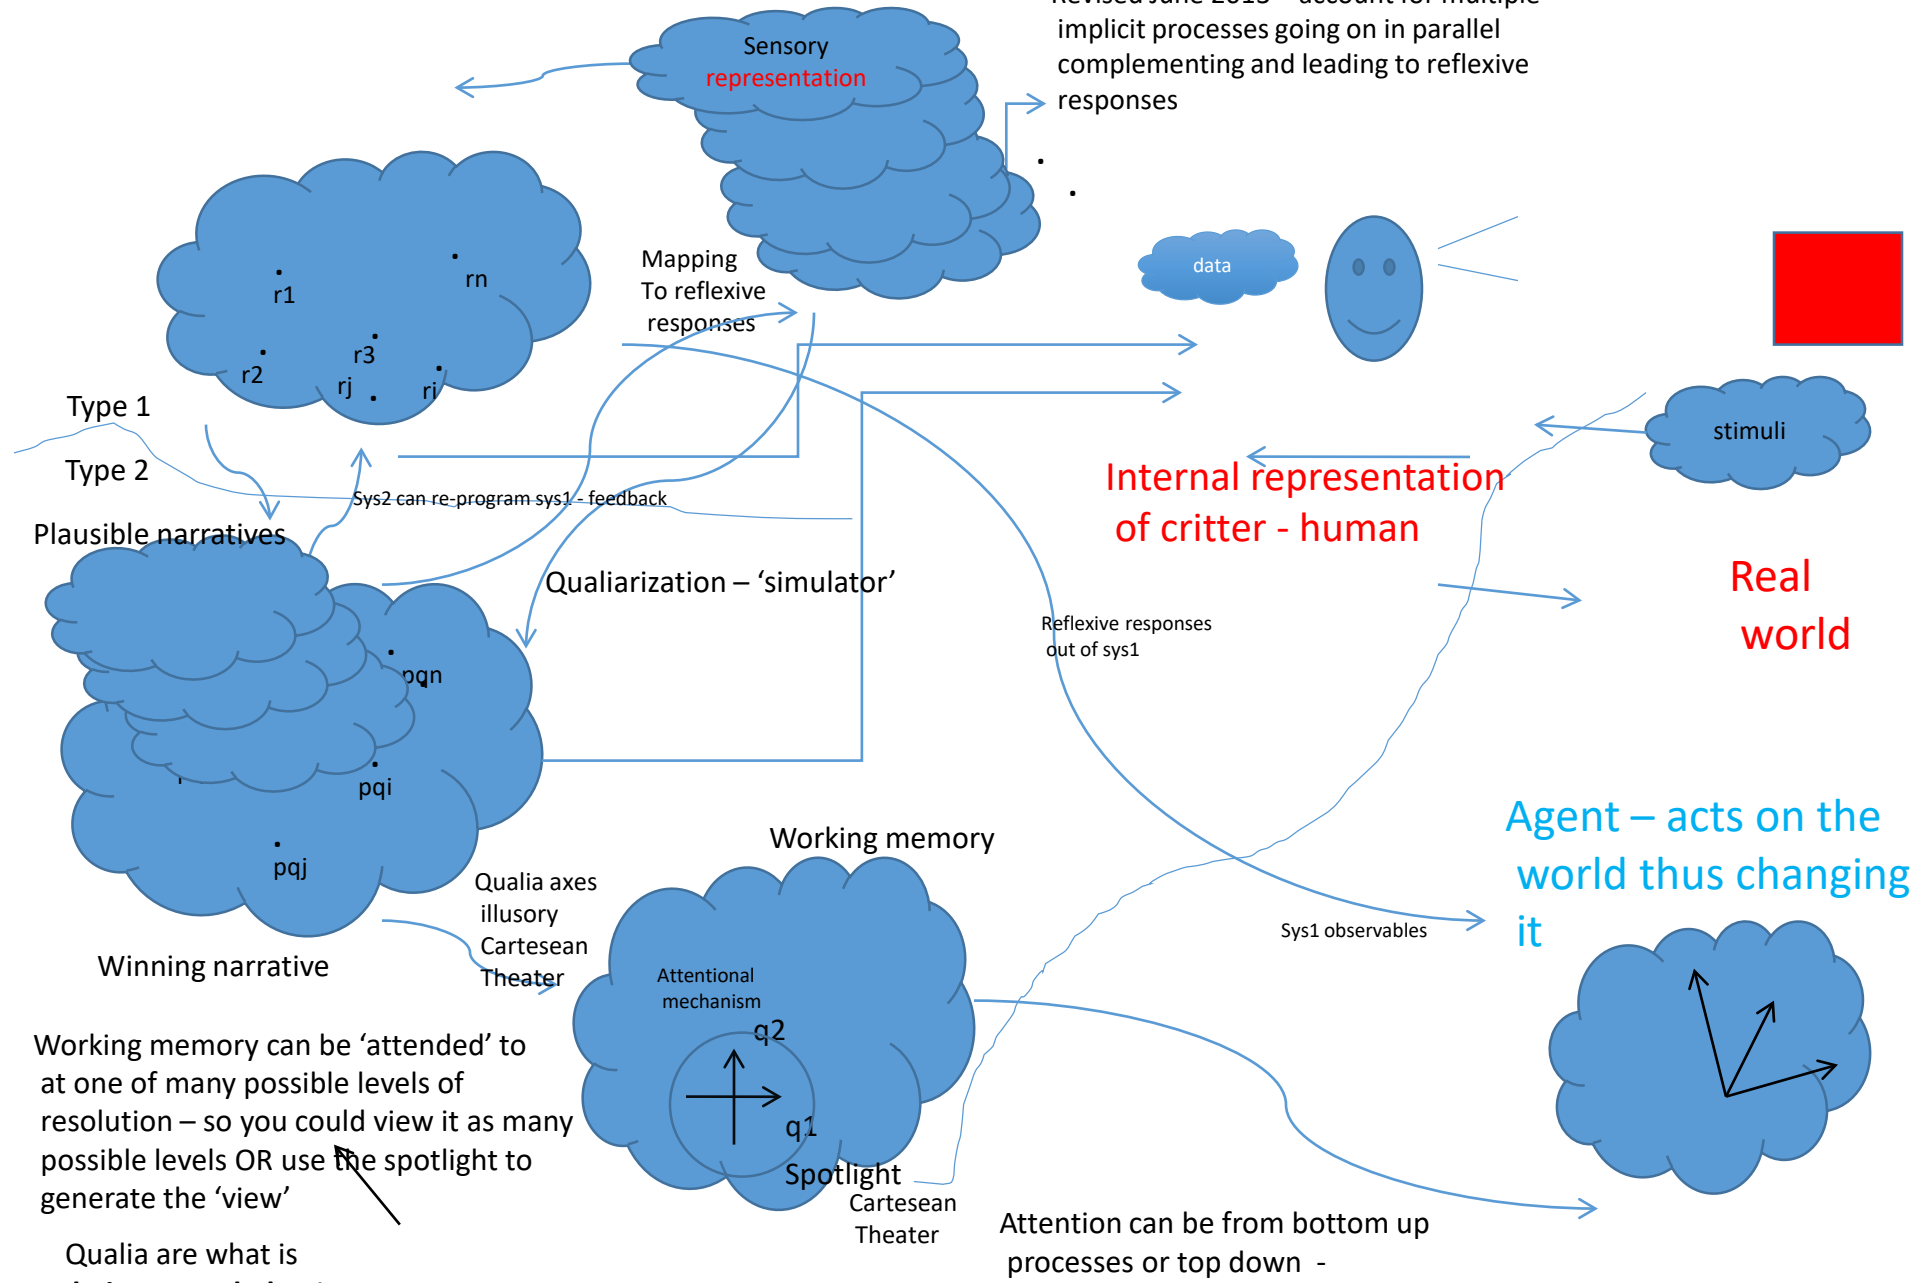 Revised June 2015 – account for multiple
implicit processes going on in parallel
complementing and leading to reflexive
responses
Sensory
representation
data
Mapping
To reflexive
responses
r1
rn
r3
r2
rj
ri
Type 1
Type 2
Sys2 can re-program sys1 - feedback
stimuli
Internal representation
of critter - human
Plausible narratives
Qualiarization – ‘simulator’
Real
world
Reflexive responses
out of sys1
pqn
pqi
pqj
Working memory
Agent – acts on the
world thus changing
it
Qualia axes
illusory
Cartesean
Theater
Sys1 observables
Winning narrative
Attentional
mechanism
q2
q1
Spotlight
Cartesean
Theater
Working memory can be ‘attended’ to
at one of many possible levels of
resolution – so you could view it as many
possible levels OR use the spotlight to
generate the ‘view’
Attention can be from bottom up
processes or top down -
Qualia are what is